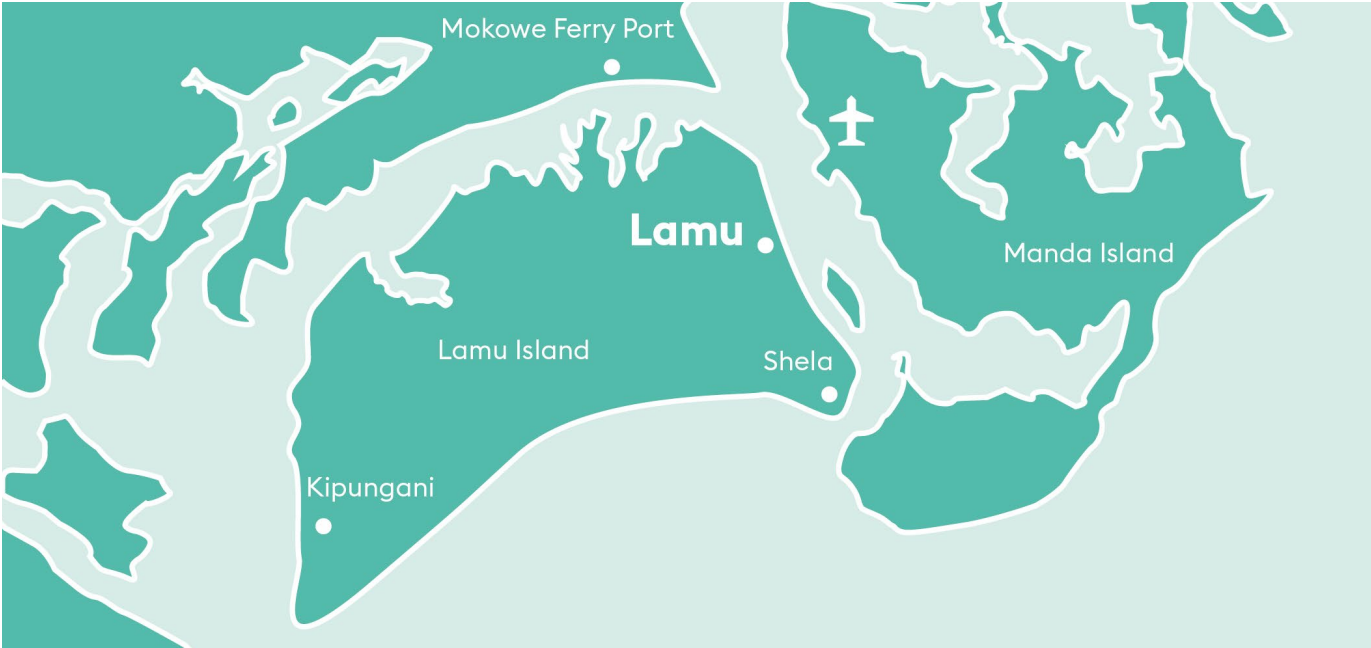 Mokowe Ferry Port
Lamu
Manda Island
Lamu Island
Shela
Kipungani